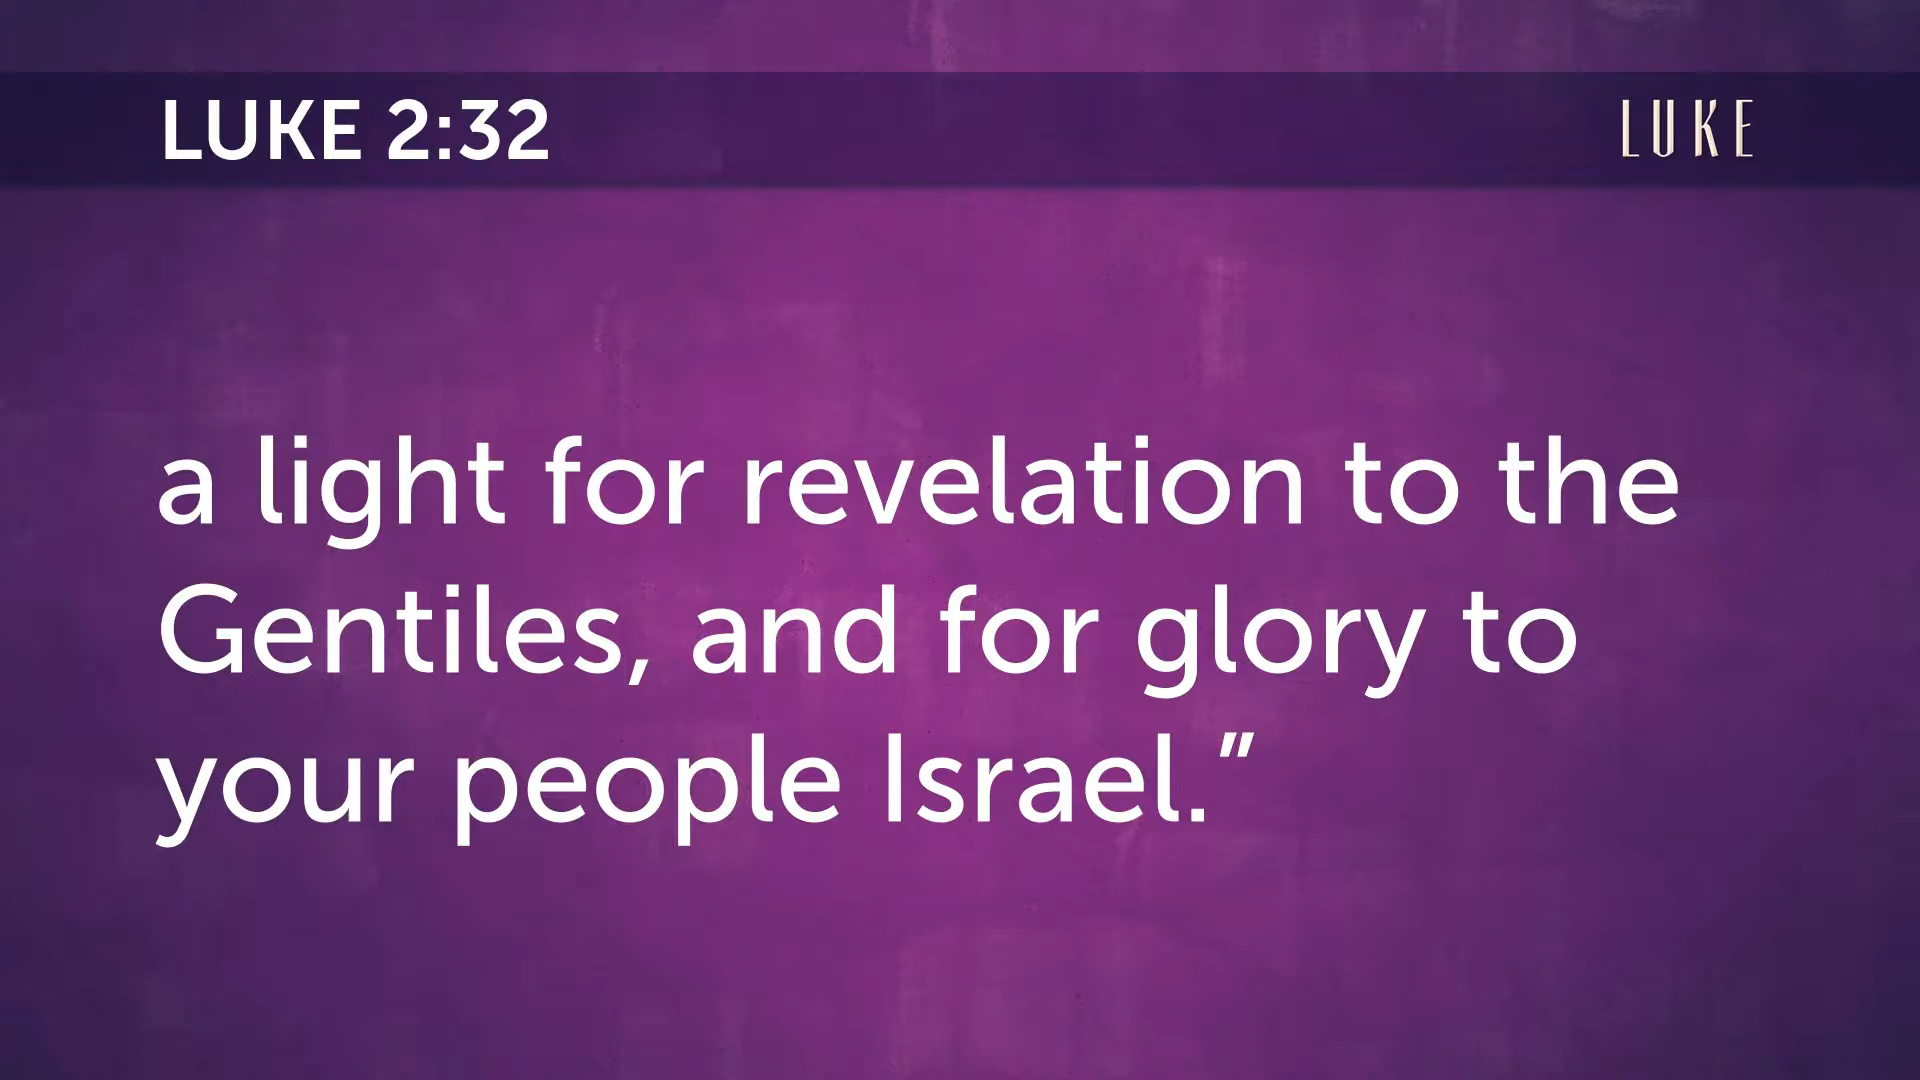 LUKE 2:32
LUKE
a light for revelation to the
Gentiles, and for glory to
your people Israel.”